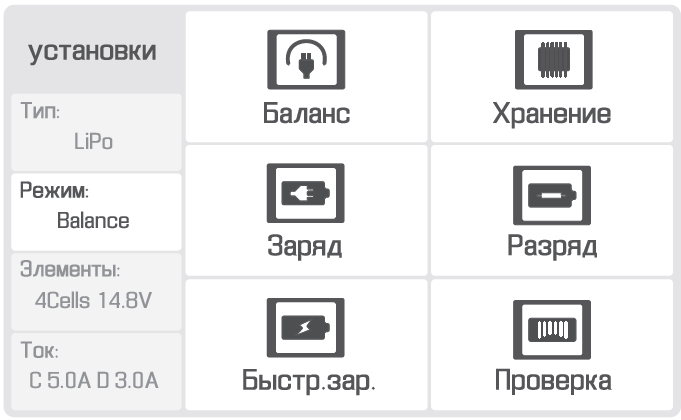 установки
Тип:
LiPo
Режим:
Balance
Элементы:
4Cells 14.8V
Ток:
C 5.0A D 3.0A
Баланс
Хранение
Заряд
Разряд
Быстр.зар.
Проверка